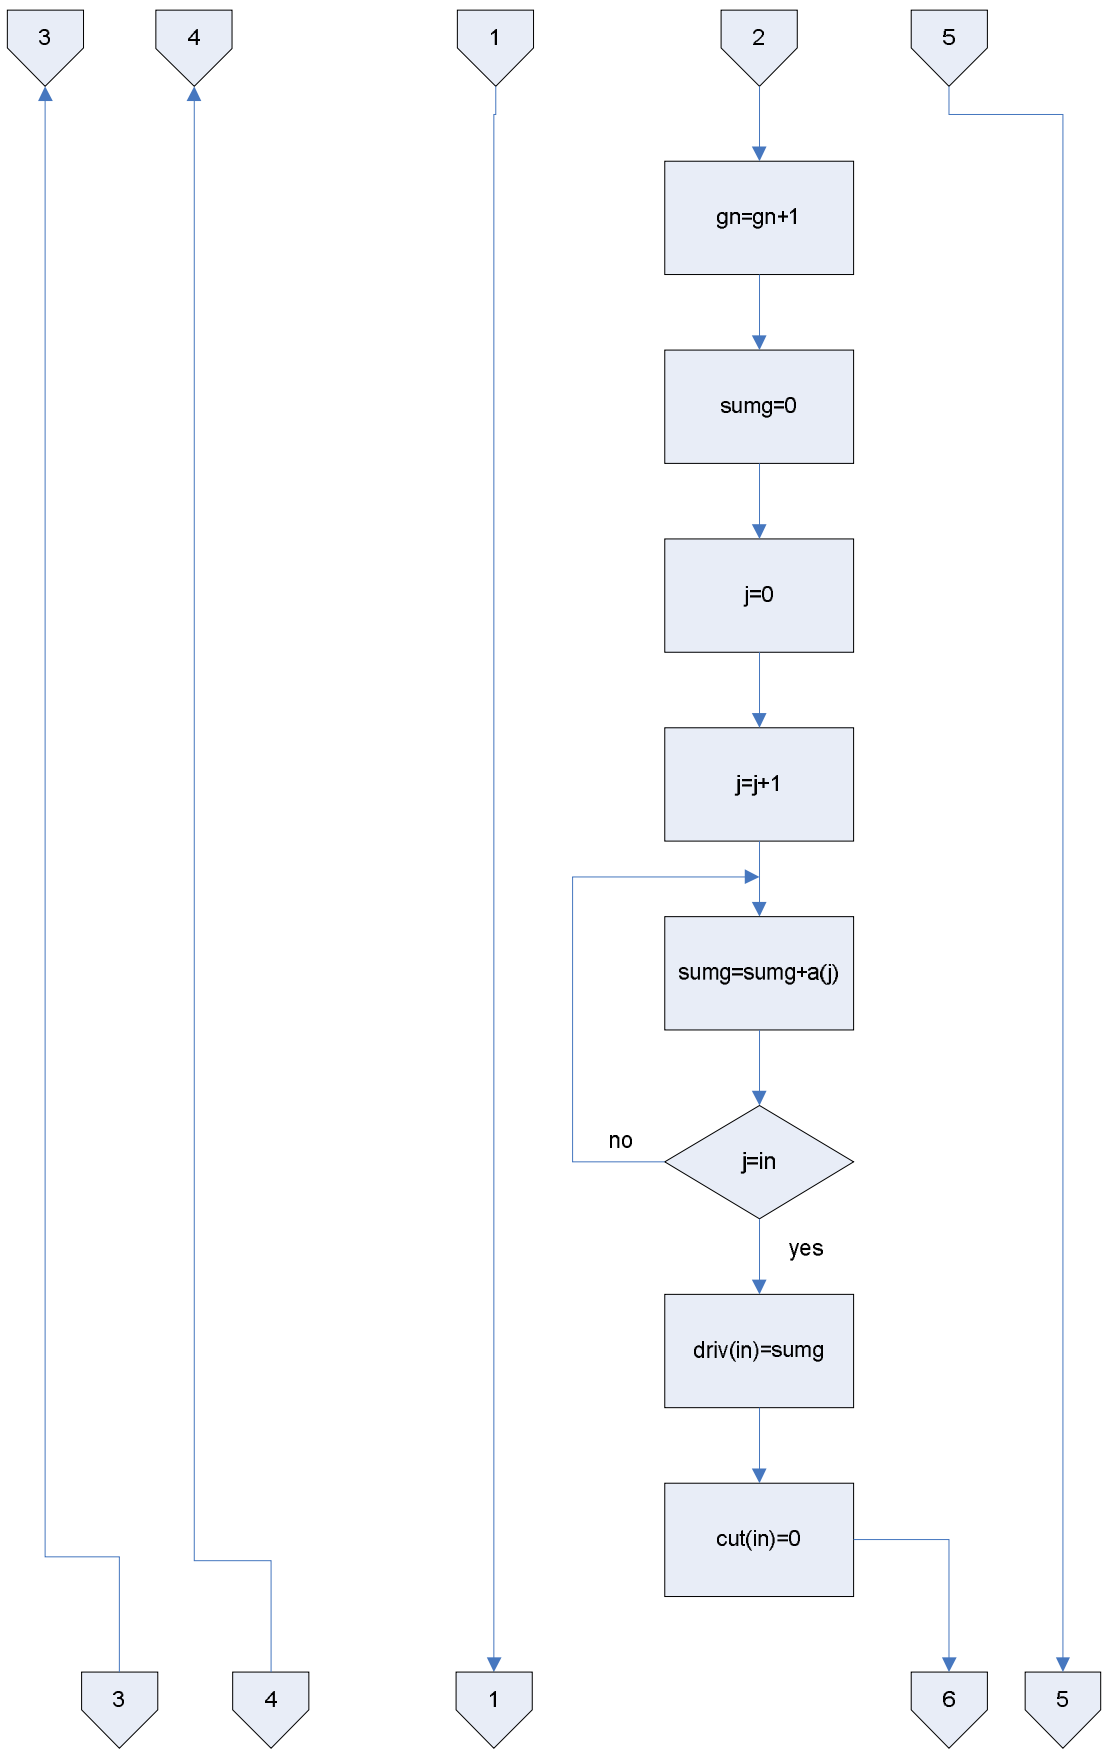 3
4
1
2
5
gn=gn+1
sumg=0
j=0
j=j+1
sumg=sumg+a(j)
no
j=in
yes
driv(in)=sumg
cut(in)=0
3
4
1
6
5